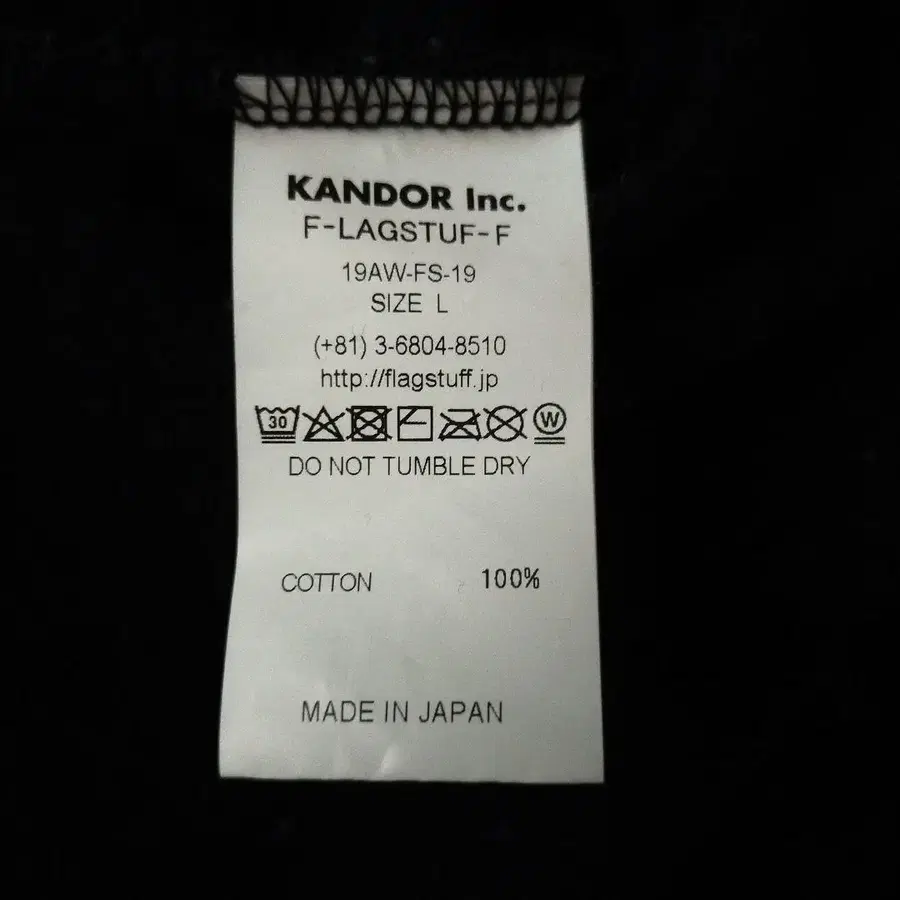 KANDOR Inc.
F-LAGSTUF-F
19AW-FS-19
SIZE L
(+81) 3-6804-8510
http://flagstuff.jp
30 W
DO NOT TUMBLE DRY
COTTON 100%
MADE IN JAPAN